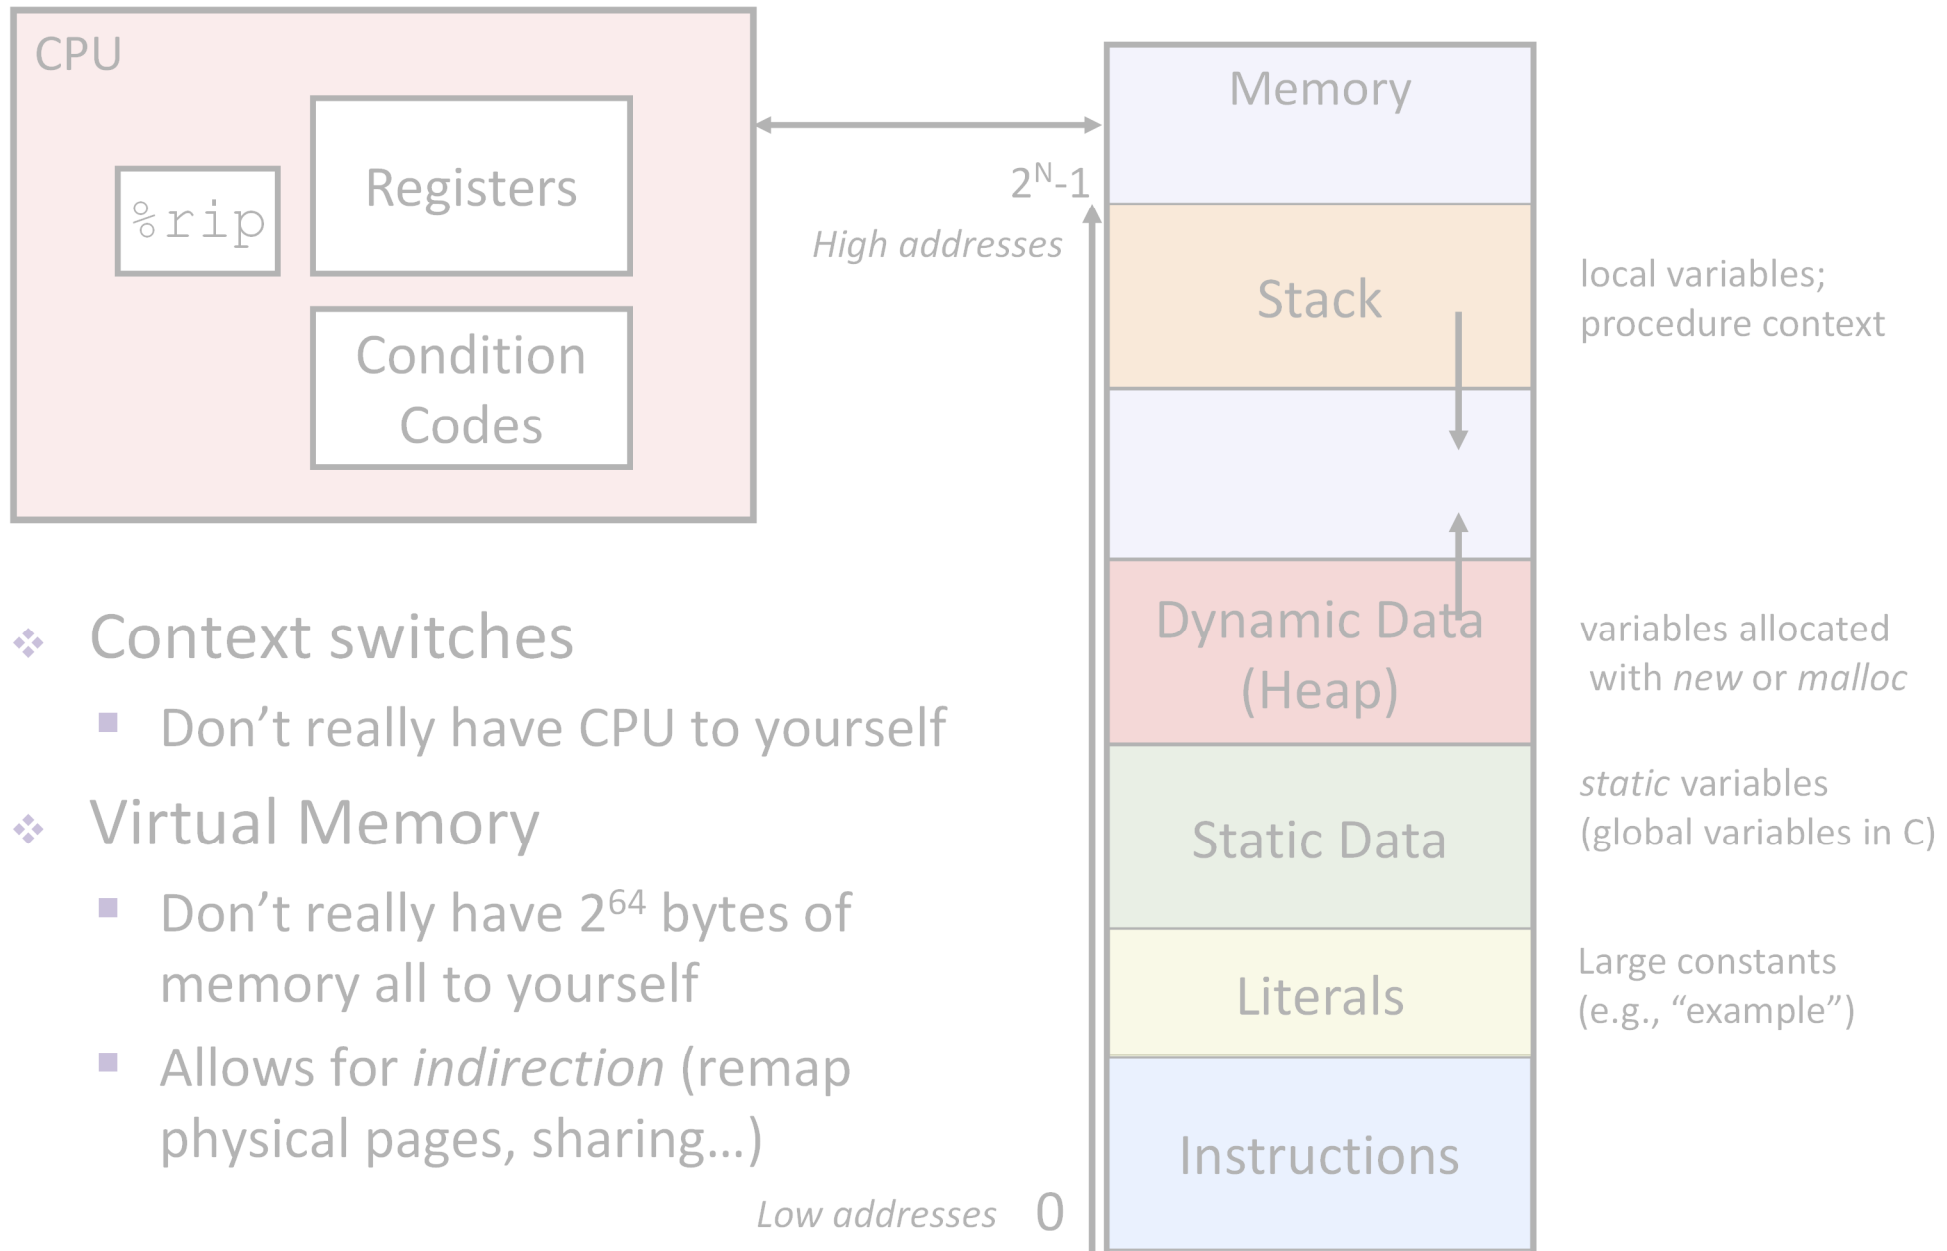 CPU
%rip
Registers
Condition
Codes
Memory
2^N-1
High addresses
Stack
local variables;
procedure context
Dynamic Data
(Heap)
variables allocated
with new or malloc
Static Data
static variables
(global variables in C)
Literals
Large constants
(e.g., “example”)
Instructions
Low addresses 0
❖ Context switches
▪ Don’t really have CPU to yourself
❖ Virtual Memory
▪ Don’t really have 2^64 bytes of
memory all to yourself
▪ Allows for indirection (remap
physical pages, sharing…)